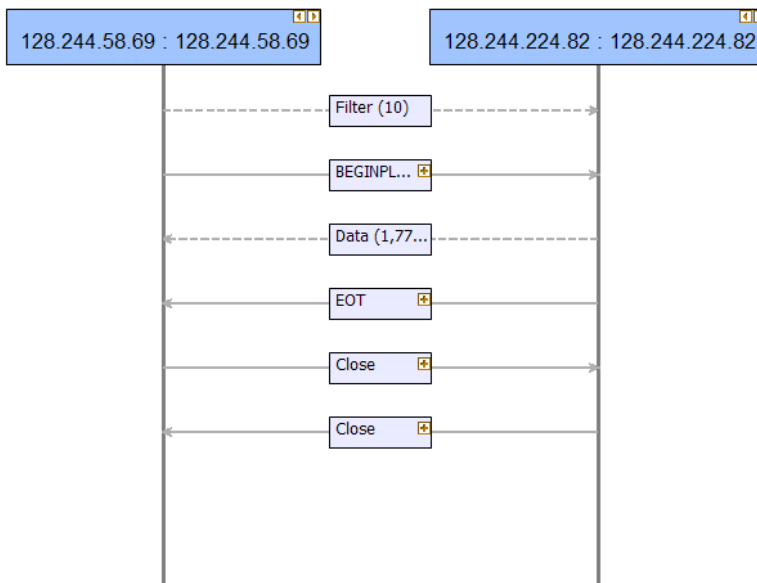 128.244.58.69 : 128.244.58.69
128.244.224.82 : 128.244.224.82
Filter (10)
BEGINPL...
Data (1,77...
EOT
Close
Close